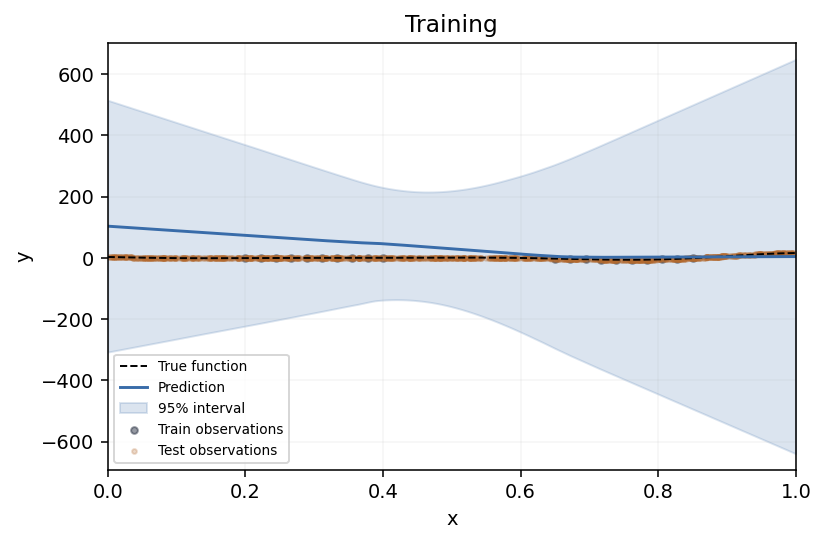 Training
600
400
200
0
−200
−400
−600
y
True function
Prediction
95% interval
Train observations
Test observations
0.0 0.2 0.4 0.6 0.8 1.0
x